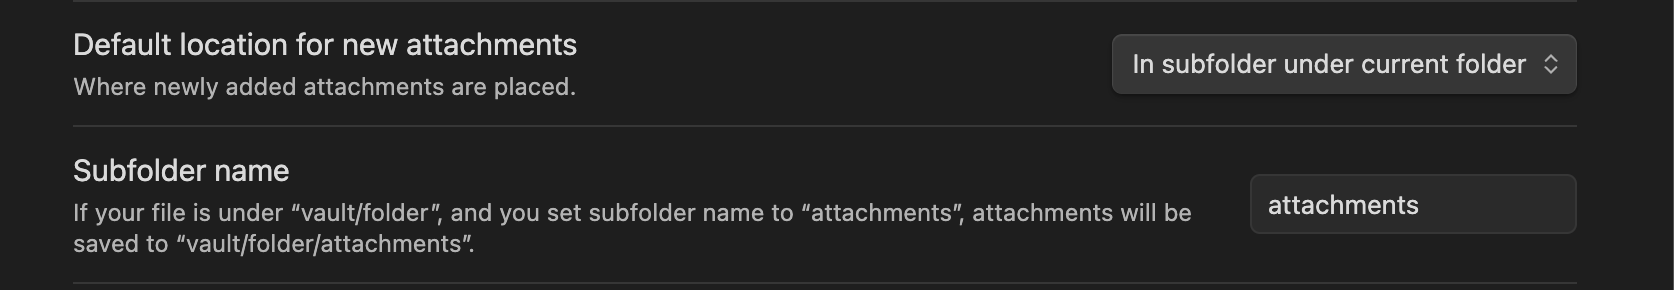 Default location for new attachments
Where newly added attachments are placed.
In subfolder under current folder
Subfolder name
If your file is under “vault/folder”, and you set subfolder name to “attachments”, attachments will be
saved to “vault/folder/attachments”.
attachments